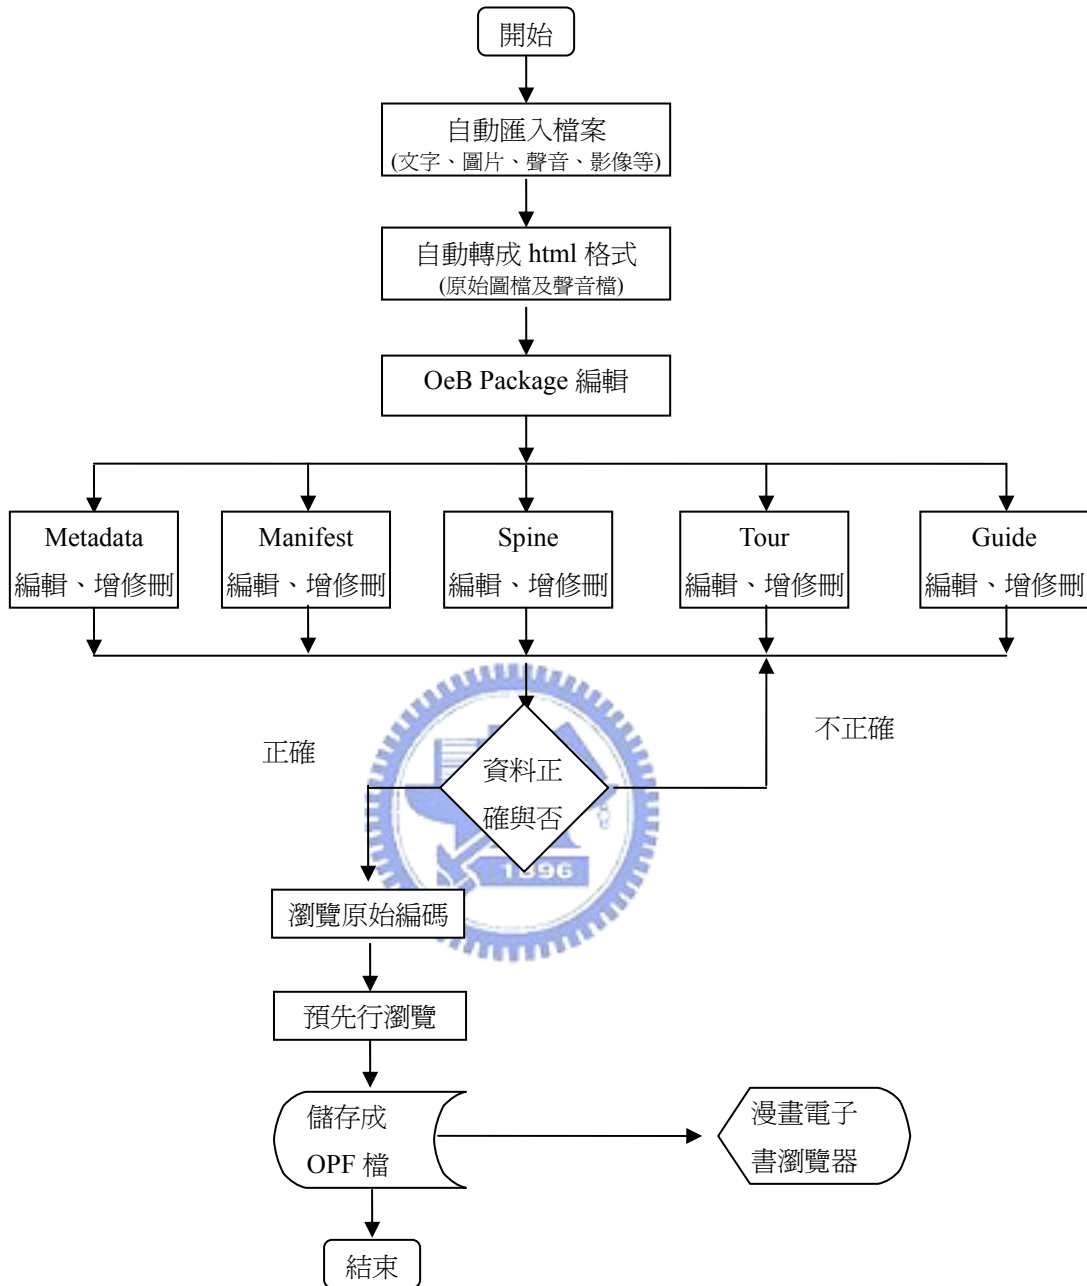 開始
自動匯入檔案
(文字、圖片、聲音、影像等)
自動轉成 html 格式
(原始圖檔及聲音檔)
OeB Package 編輯
Metadata
編輯、增修刪
Manifest
編輯、增修刪
Spine
編輯、增修刪
Tour
編輯、增修刪
Guide
編輯、增修刪
正確
不正確
資料正
確與否
1896
瀏覽原始編碼
預先行瀏覽
儲存成
OPF 檔
漫畫電子
書瀏覽器
結束